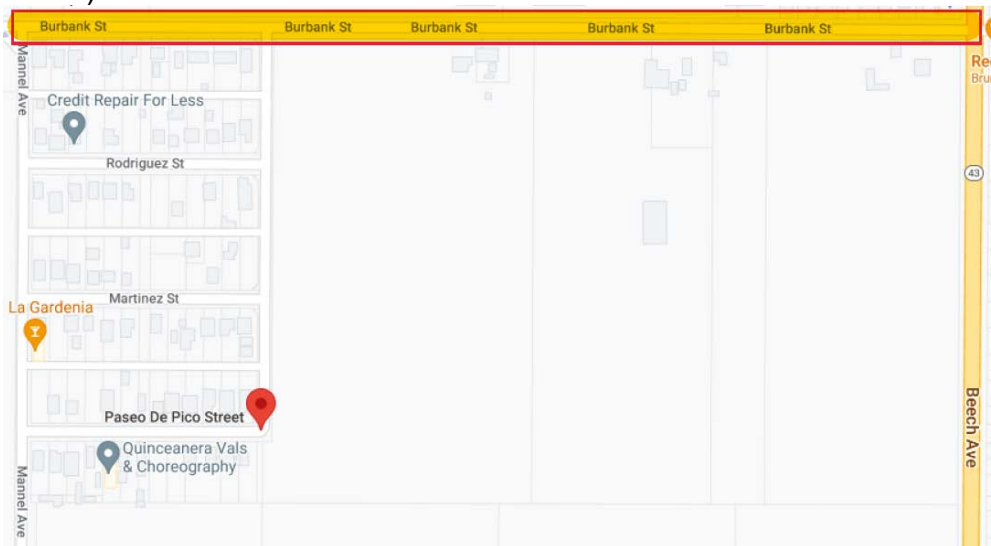 Burbank St Burbank St Burbank St Burbank St Burbank St
Mannel Ave
Credit Repair For Less
Rodriguez St
43
La Gardenia
Martinez St
Paseo De Pico Street
Quinceanera Vals
& Choreography
Beech Ave
Mannel Ave